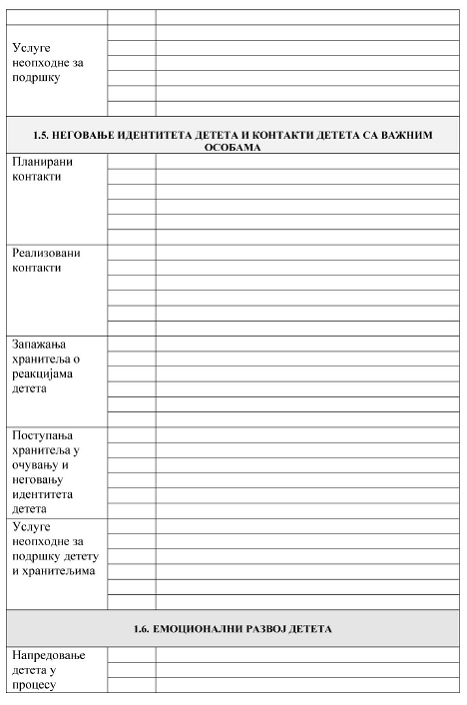 Услуге
неопходне за
подршку
1.5. НЕГОВАЊЕ ИДЕНТИТЕТА ДЕТЕТА И КОНТАКТИ ДЕТЕТА СА ВАЖНИМ
ОСОБАМА
Планирани
контакти
Реализовани
контакти
Запажања
хранитеља о
реакцијама
детета
Поступања
хранитеља у
очувању и
неговању
идентитета
детета
Услуге
неопходне за
подршку детету
и хранитељима
1.6. ЕМОЦИОНАЛНИ РАЗВОЈ ДЕТЕТА
Напредовање
детета у
процесу